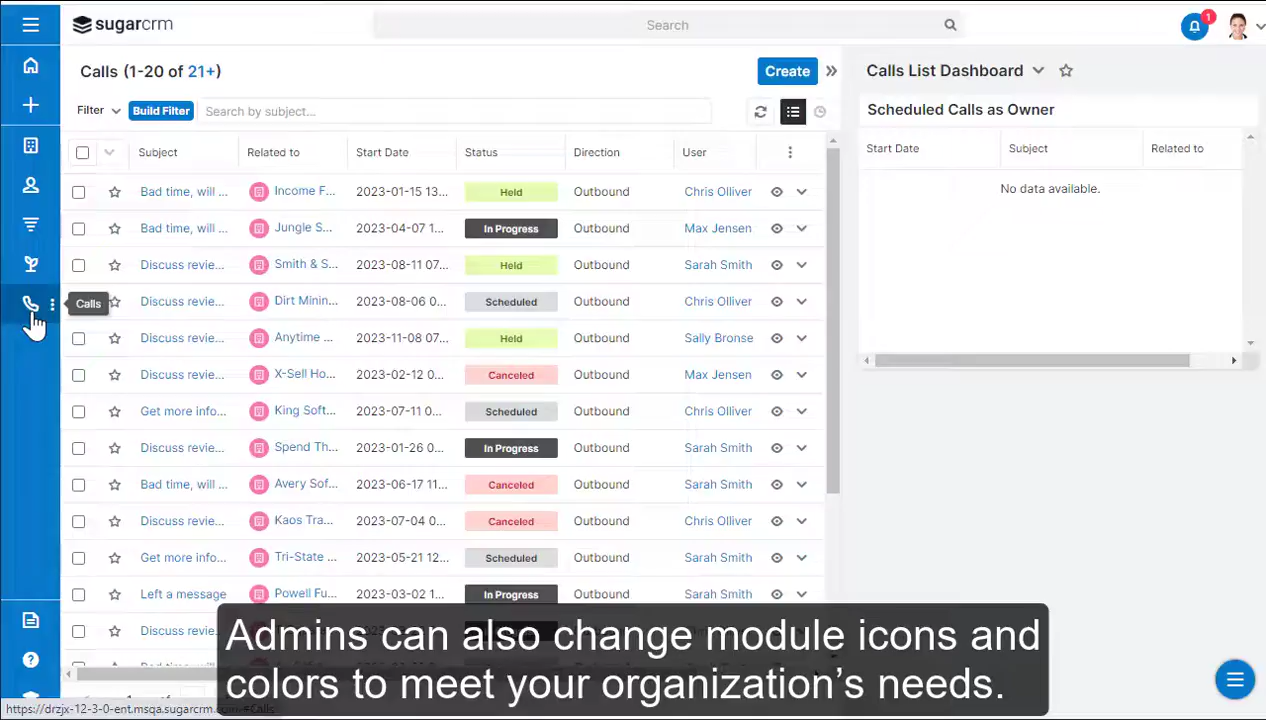 sugarcrm
Search
1
Calls (1-20 of 21+)
Create
Filter
Build Filter
Search by subject...
Subject
Related to
Start Date
Status
Direction
User
Bad time, will ... Income F... 2023-01-15 13... Held Outbound Chris Olliver
Bad time, will ... Jungle S... 2023-04-07 1... In Progress Outbound Max Jensen
Discuss revie... Smith & S... 2023-08-11 07... Held Outbound Sarah Smith
Calls
Discuss revie... Dirt Minin... 2023-08-06 0... Scheduled Outbound Chris Olliver
Discuss revie... Anytime ... 2023-11-08 07... Held Outbound Sally Bronse
Discuss revie... X-Sell Ho... 2023-02-12 0... Canceled Outbound Max Jensen
Get more info... King Soft... 2023-07-11 0... Scheduled Outbound Chris Olliver
Discuss revie... Spend Th... 2023-01-26 0... In Progress Outbound Sarah Smith
Bad time, will ... Avery Sof... 2023-06-17 11... Canceled Outbound Sarah Smith
Discuss revie... Kaos Tra... 2023-07-04 0... Canceled Outbound Chris Olliver
Get more info... Tri-State ... 2023-05-21 12... Scheduled Outbound Sarah Smith
Left a message Powell Fu... 2023-03-02 1... In Progress Outbound Sarah Smith
Discuss
Calls List Dashboard
Scheduled Calls as Owner
Start Date
Subject
Related to
No data available.
Admins can also change module icons and
colors to meet your organization's needs.
https://drzjx-12-3-0-ent.msqa.sugarcrm.